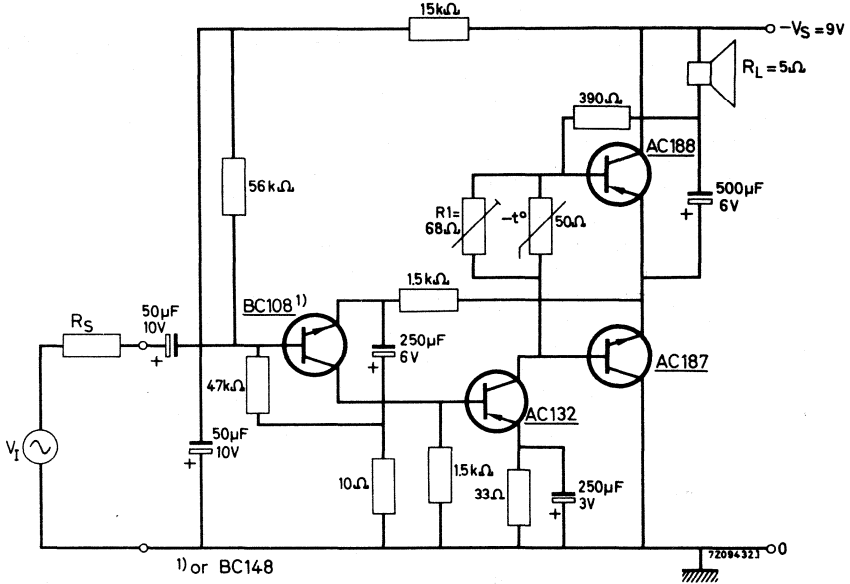 15kΩ
-VS = 9V
RL = 5Ω
390Ω
AC188
56kΩ
500µF
6V
+
R1=
68Ω
-t°
50Ω
1.5kΩ
BC108 1)
50µF
10V
+
RS
250µF
6V
+
AC187
47kΩ
AC132
VI
50µF
10V
+
10Ω
1.5kΩ
33Ω
250µF
3V
+
0
7Z09432.1
1) or BC148